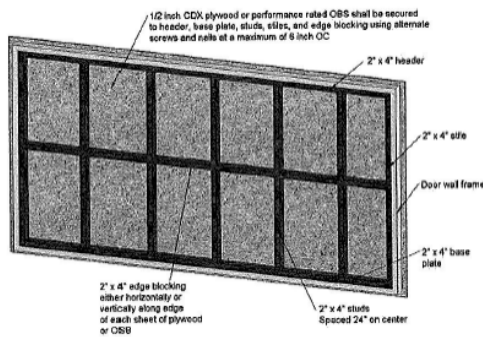 1/2 inch CDX plywood or performance rated OBS shall be secured
to header, base plate, studs, stiles, and edge blocking using alternate
screws and nails at a maximum of 6 inch OC
2" x 4" header
2" x 4" stile
Door wall frame
2" x 4" base
plate
2" x 4" edge blocking
either horizontally or
vertically along edge
of each sheet of plywood
or OSB
2" x 4" studs
Spaced 24" on center